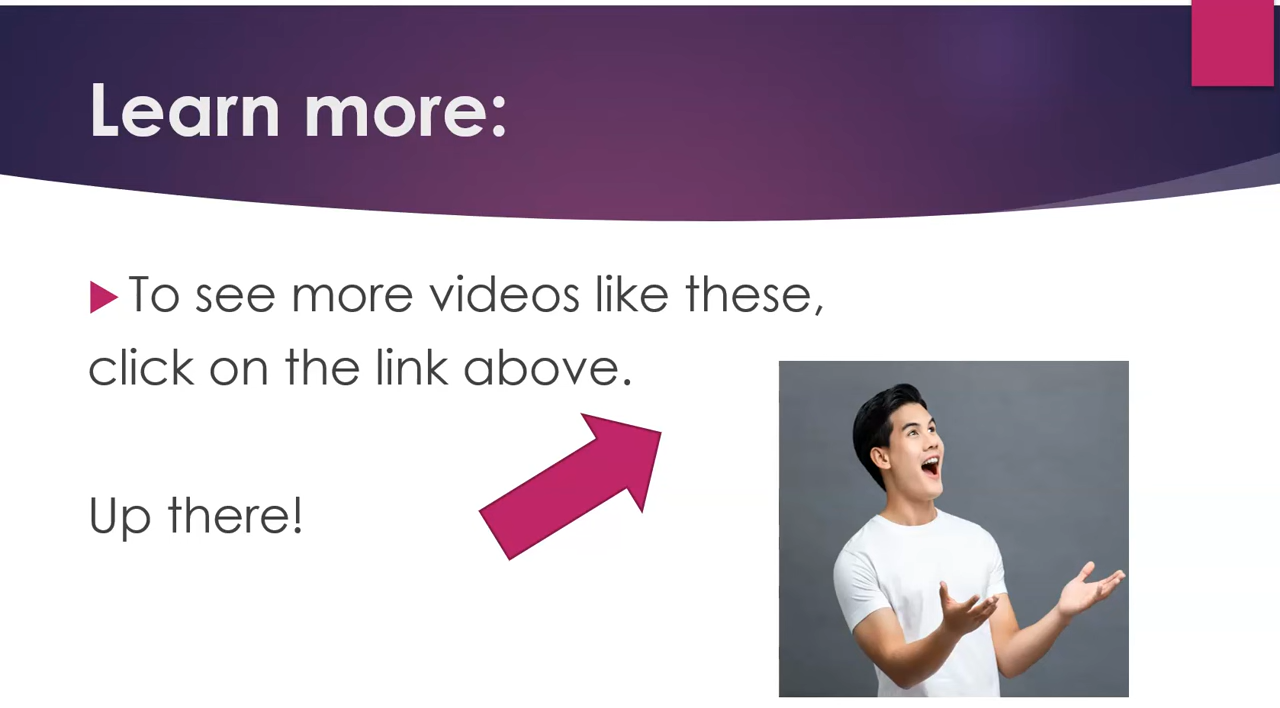 Learn more:
To see more videos like these,
click on the link above.
Up there!